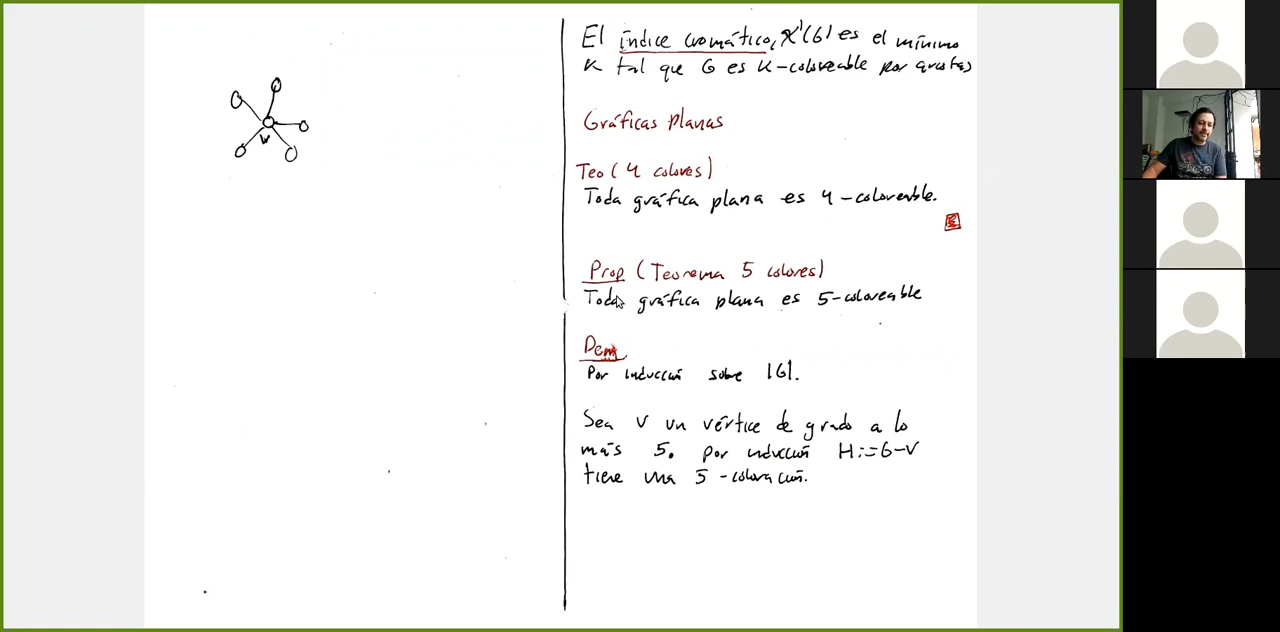 v
El índice cromático, χ'(G) es el mínimo
K tal que G es K-coloreable por aristas
Gráficas planas
Teo (4 colores)
Toda gráfica plana es 4-coloreable.
Prop (Teorema 5 colores)
Toda gráfica plana es 5-coloreable
Dem
Por inducción sobre |G|.
Sea v un vértice de grado a lo
más 5. Por inducción H:=G-v
tiene una 5-coloración.